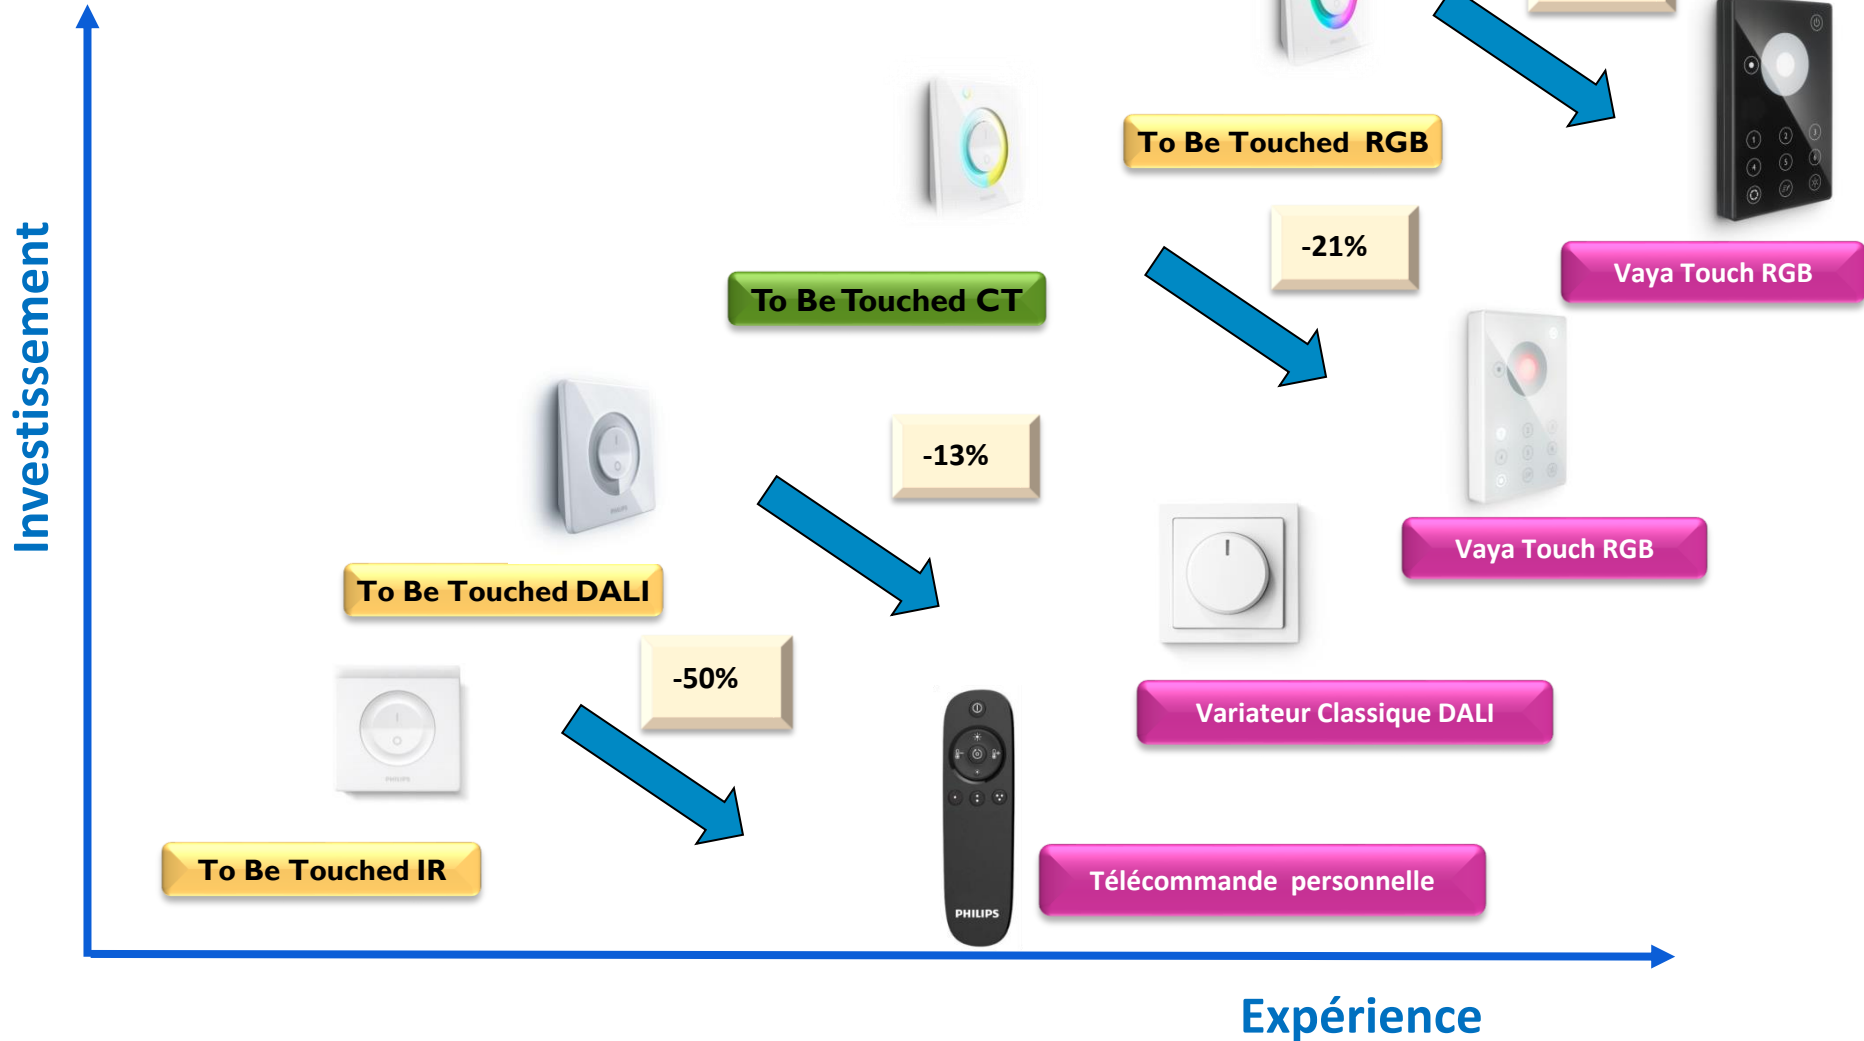 Investissement
To Be Touched RGB
-21%
Vaya Touch RGB
To Be Touched CT
-13%
Vaya Touch RGB
To Be Touched DALI
-50%
Variateur Classique DALI
To Be Touched IR
Télécommande personnelle
PHILIPS
Expérience